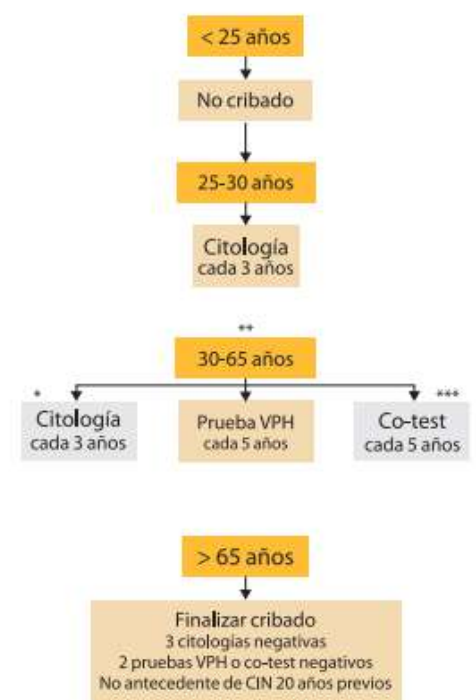 < 25 años
No cribado
25-30 años
Citología
cada 3 años
**
30-65 años
*
***
Citología
cada 3 años
Prueba VPH
cada 5 años
Co-test
cada 5 años
> 65 años
Finalizar cribado
3 citologías negativas
2 pruebas VPH o co-test negativos
No antecedente de CIN 20 años previos